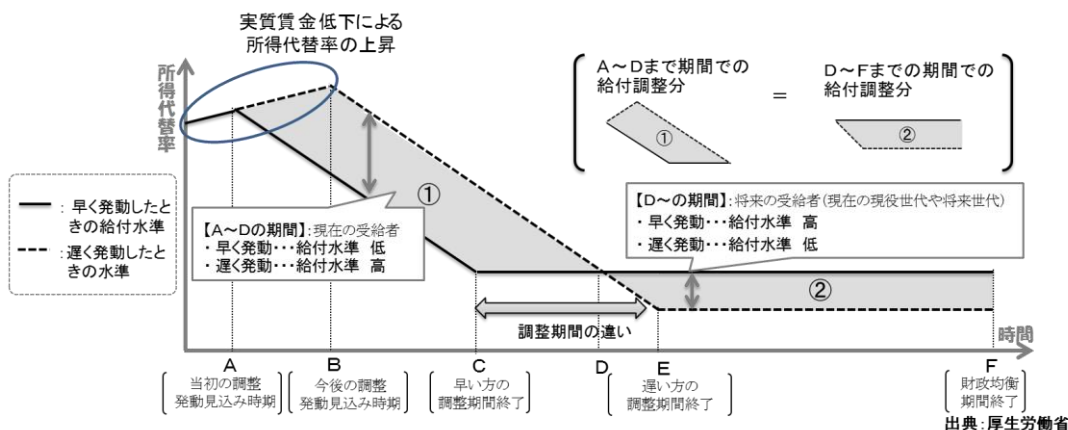 実質賃金低下による
所得代替率の上昇
所得代替率
A～Dまで期間での
給付調整分
①
＝
D～Fまでの期間での
給付調整分
②
：早く発動したと
きの給付水準
：遅く発動したと
きの水準
①
【A～Dの期間】：現在の受給者
・早く発動・・・給付水準 低
・遅く発動・・・給付水準 高
【D～の期間】：将来の受給者（現在の現役世代や将来世代）
・早く発動・・・給付水準 高
・遅く発動・・・給付水準 低
②
調整期間の違い
時間
A
当初の調整
発動見込み時期
B
今後の調整
発動見込み時期
C
早い方の
調整期間終了
D
E
遅い方の
調整期間終了
F
財政均衡
期間終了
出典：厚生労働省